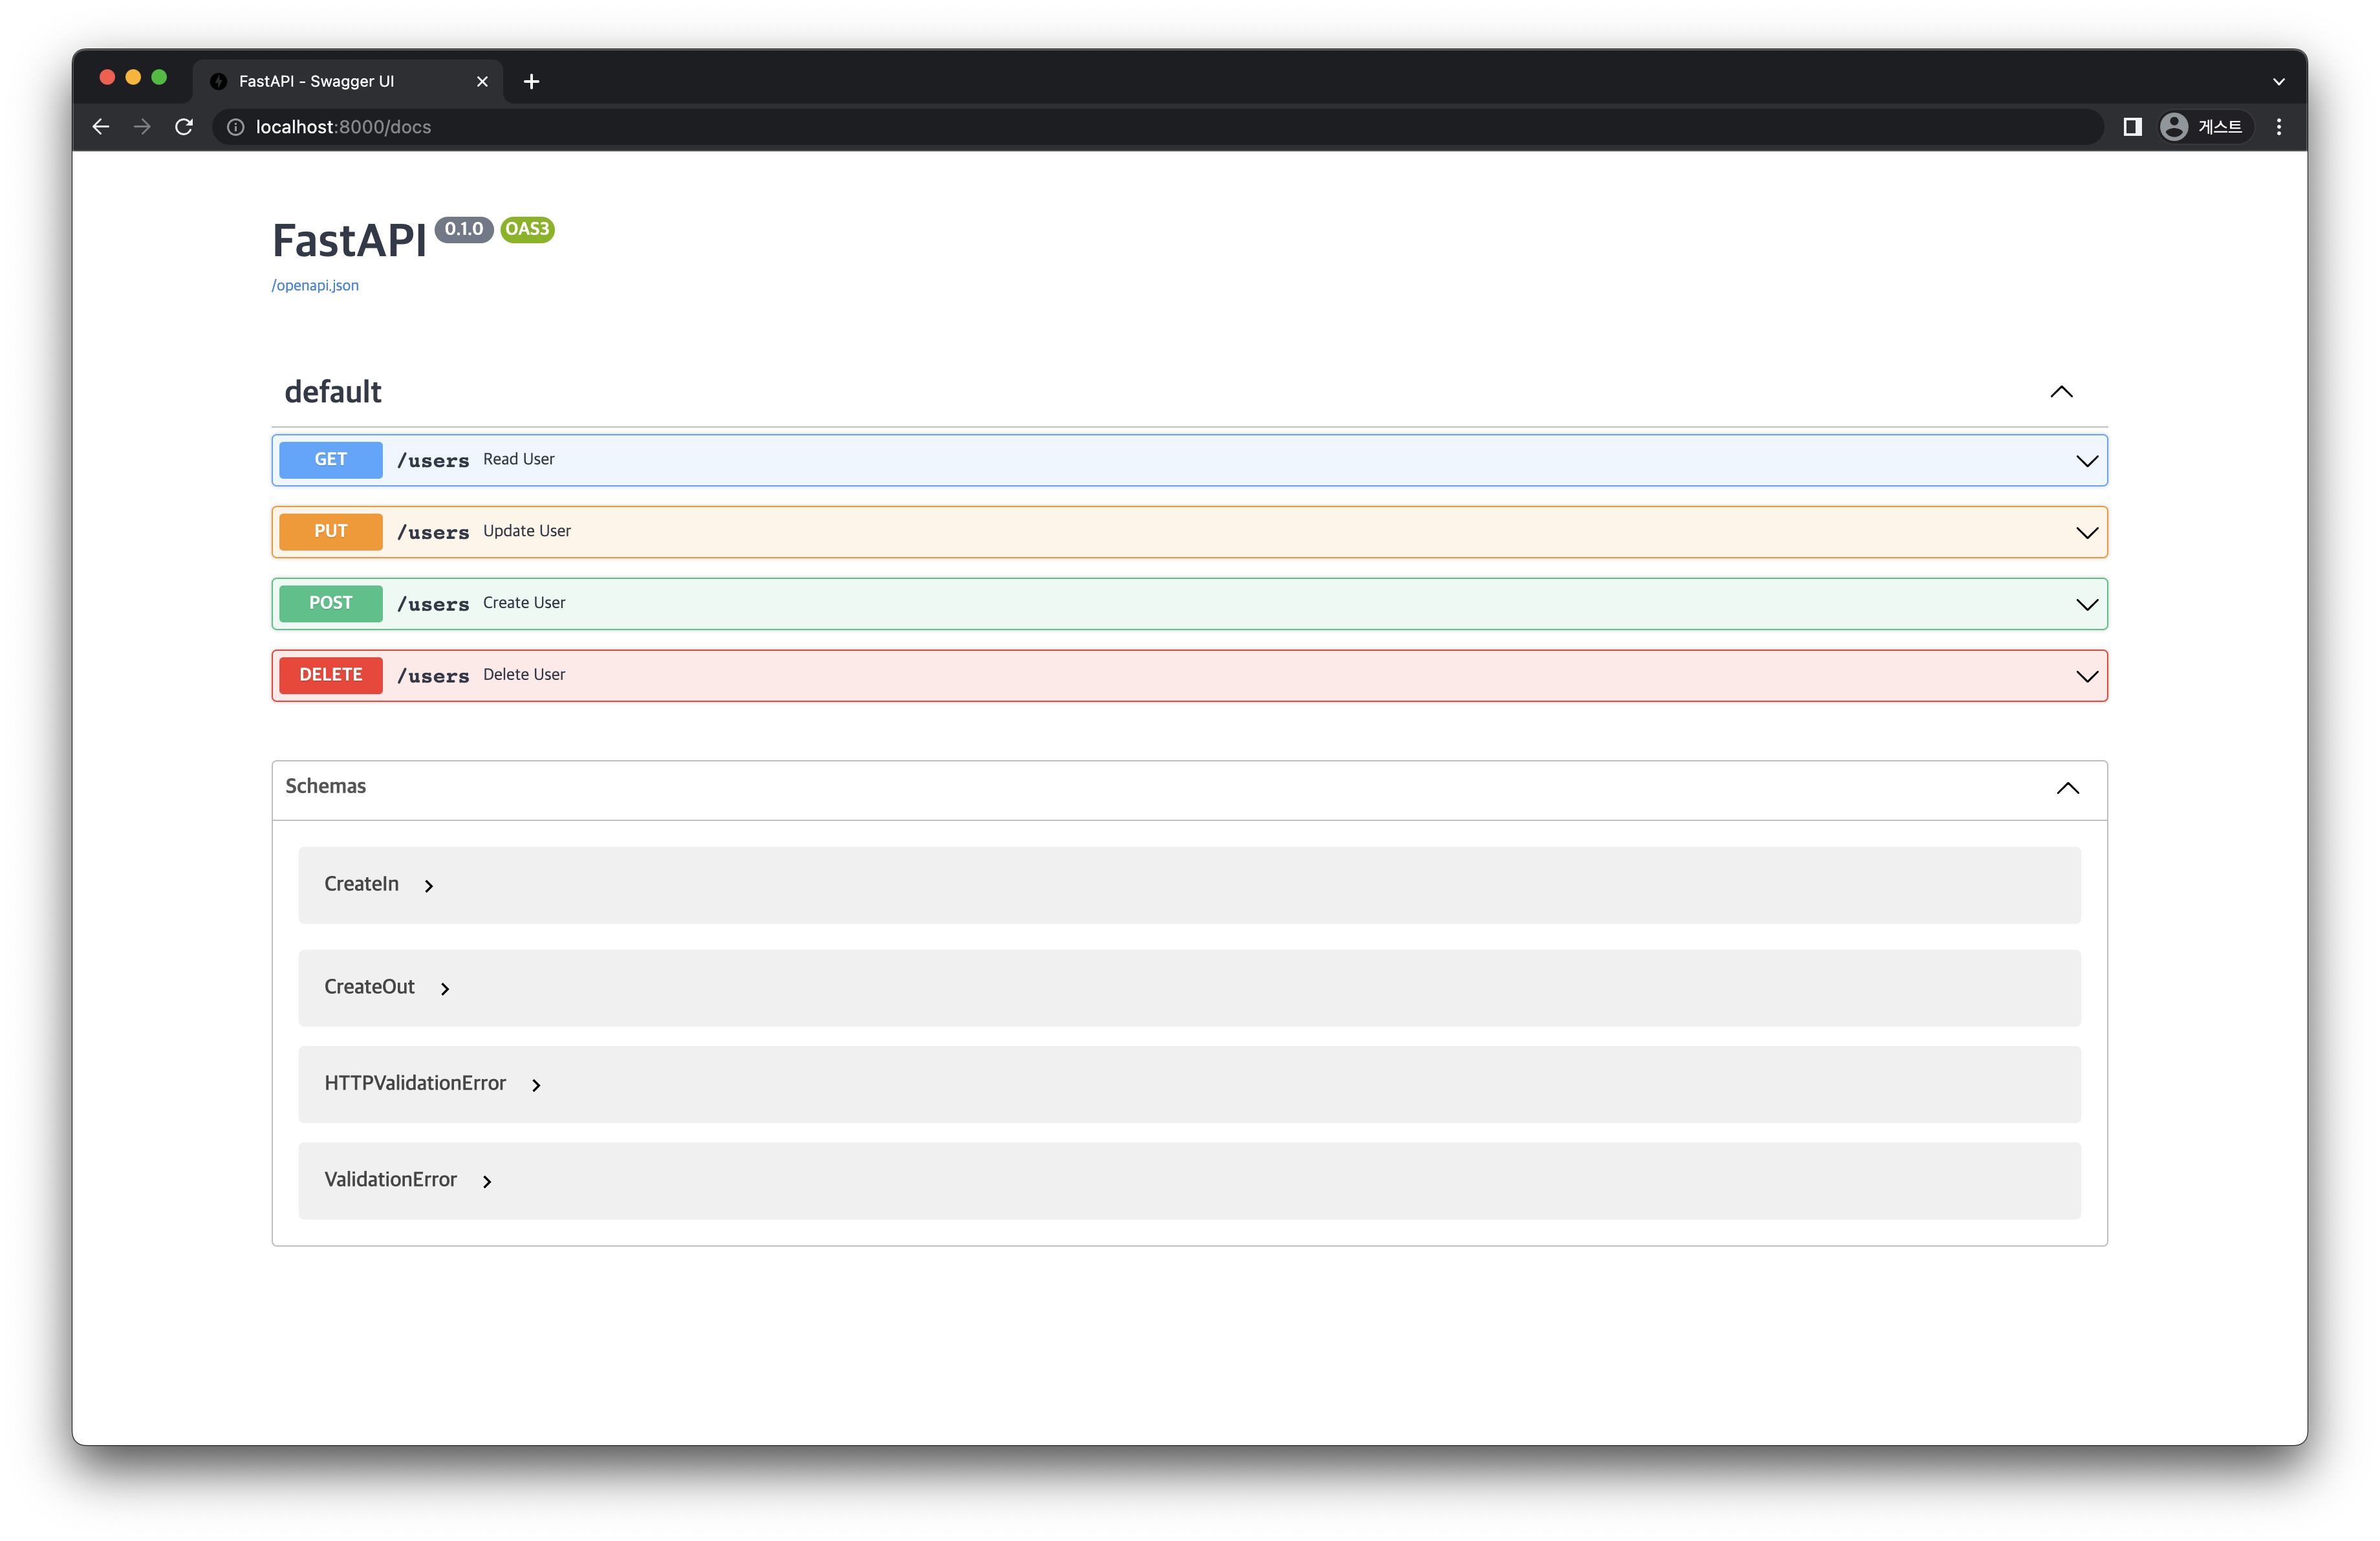 FastAPI - Swagger UI
localhost:8000/docs
게스트
FastAPI 0.1.0 OAS3
/openapi.json
default
GET /users Read User
PUT /users Update User
POST /users Create User
DELETE /users Delete User
Schemas
CreateIn
CreateOut
HTTPValidationError
ValidationError